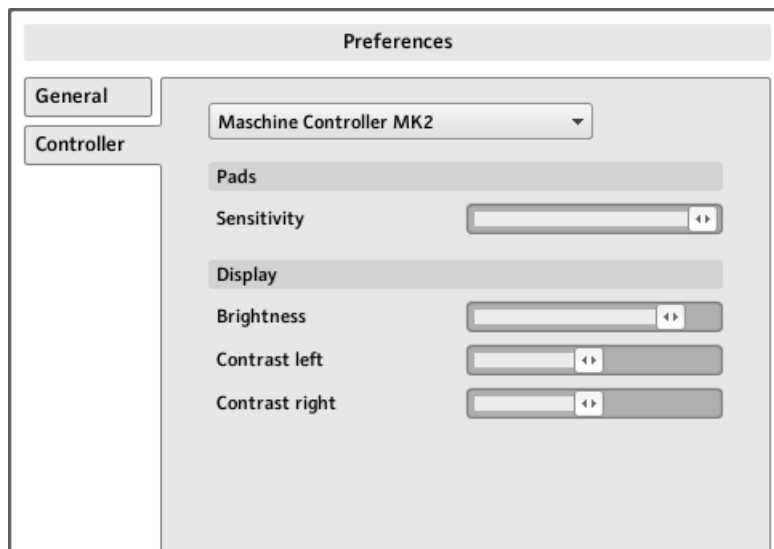 Preferences
General
Controller
Maschine Controller MK2
Pads
Sensitivity
Display
Brightness
Contrast left
Contrast right